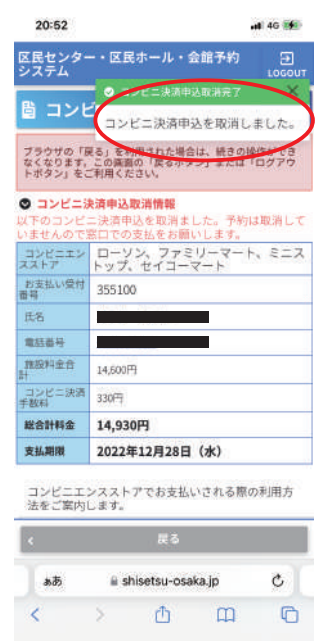 20:52
4G
区民センター・区民ホール・会館予約
システム
LOGOUT
コンビニ決済申込取消完了
コンビ
コンビニ決済申込を取消しました。
ブラウザの「戻る」を利用された場合は、続きの操作ができ
なくなります。この画面の「戻るボタン」または「ログアウ
トボタン」をご利用ください。
コンビニ決済申込取消情報
以下のコンビニ決済申込を取消ました。予約は取消して
いませんので窓口での支払をお願いします。
コンビニエン
スストア
ローソン、ファミリーマート、ミニス
トップ、セイコーマート
お支払い受付
番号
355100
氏名
電話番号
施設料金合
計
14,600円
コンビニ決済
手数料
330円
総合計料金
14,930円
支払期限
2022年12月28日（水）
コンビニエンスストアでお支払いされる際の利用方
法をご案内します。
戻る
ああ
shisetsu-osaka.jp